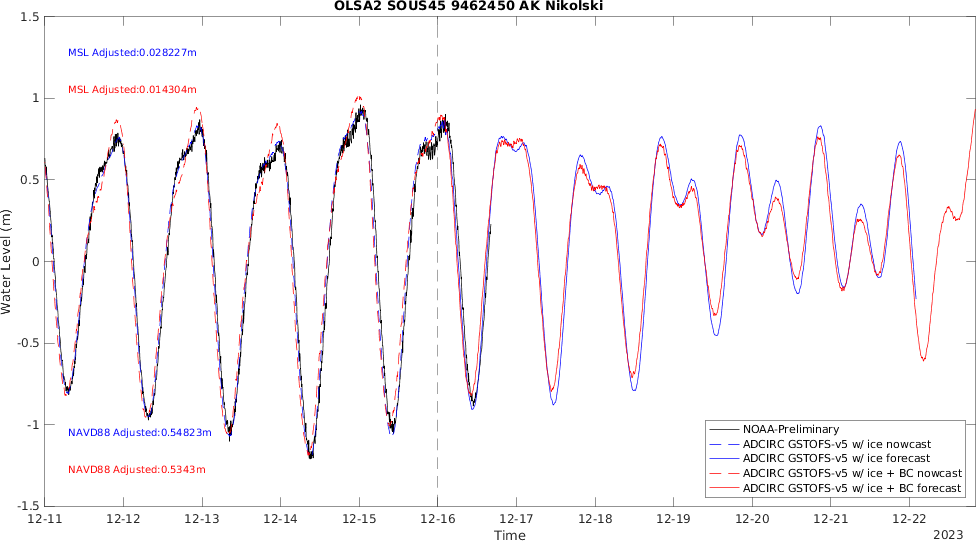 OLSA2 SOUS45 9462450 AK Nikolski
1.5
MSL Adjusted:0.028227m
MSL Adjusted:0.014304m
1
0.5
0
-0.5
-1
-1.5
Water Level (m)
NAVD88 Adjusted:0.54823m
NAVD88 Adjusted:0.5343m
NOAA-Preliminary
ADCIRC GSTOFS-v5 w/ ice nowcast
ADCIRC GSTOFS-v5 w/ ice forecast
ADCIRC GSTOFS-v5 w/ ice + BC nowcast
ADCIRC GSTOFS-v5 w/ ice + BC forecast
12-11 12-12 12-13 12-14 12-15 12-16 12-17 12-18 12-19 12-20 12-21 12-22
Time
2023